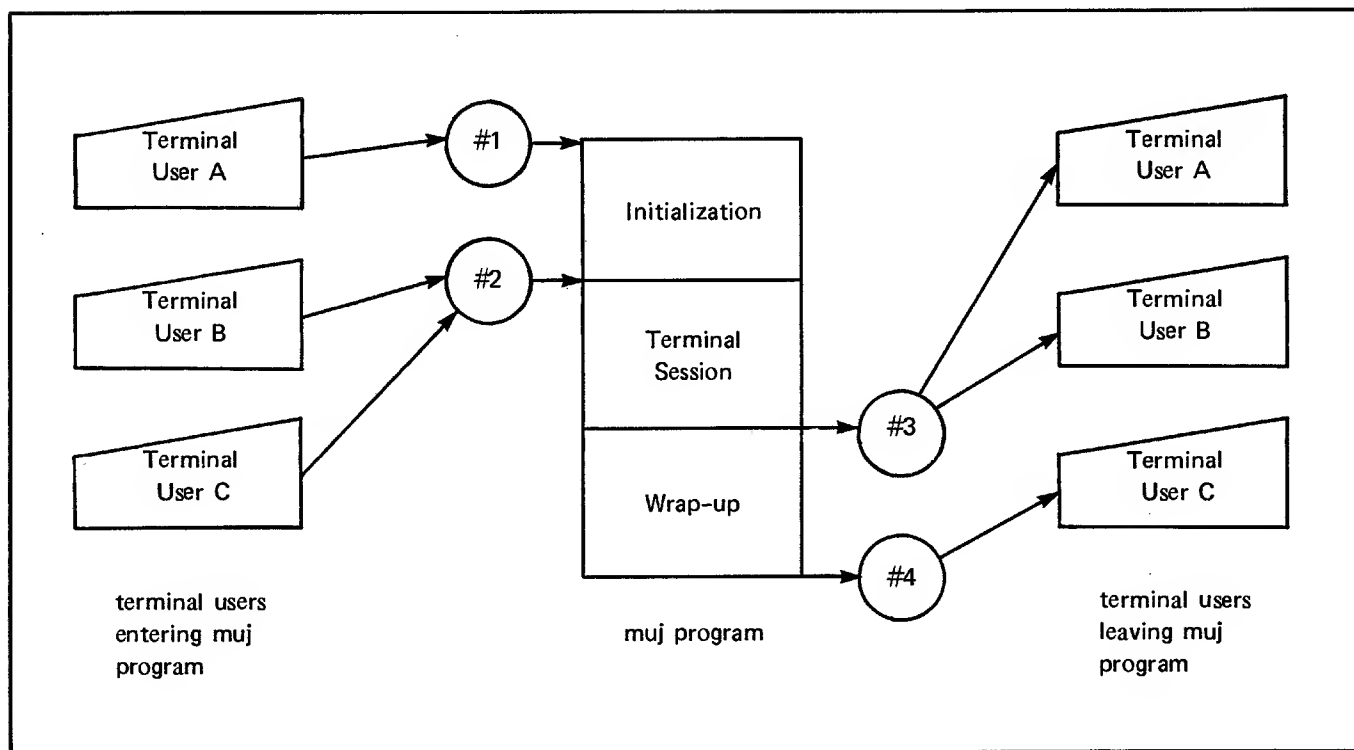 Terminal
User A
#1
Terminal
User B
#2
Terminal
User C
terminal users
entering muj
program
Initialization
Terminal
Session
Wrap-up
muj program
#3
#4
Terminal
User A
Terminal
User B
Terminal
User C
terminal users
leaving muj
program